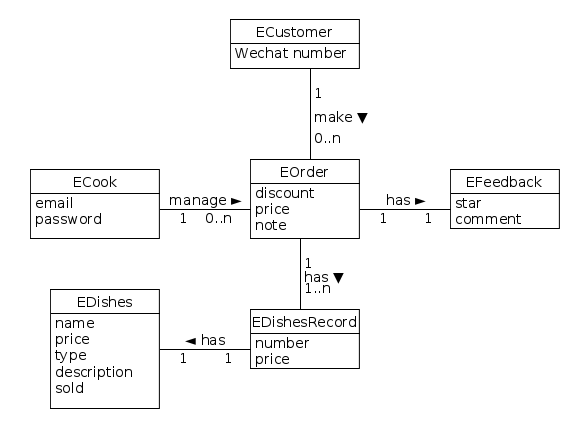 ECustomer
Wechat number
1
make ▼
0..n
ECook
email
password
manage ►
1 0..n
EOrder
discount
price
note
has ►
1 1
EFeedback
star
comment
1
has ▼
1..n
EDishes
name
price
type
description
sold
◄ has
1 1
EDishesRecord
number
price